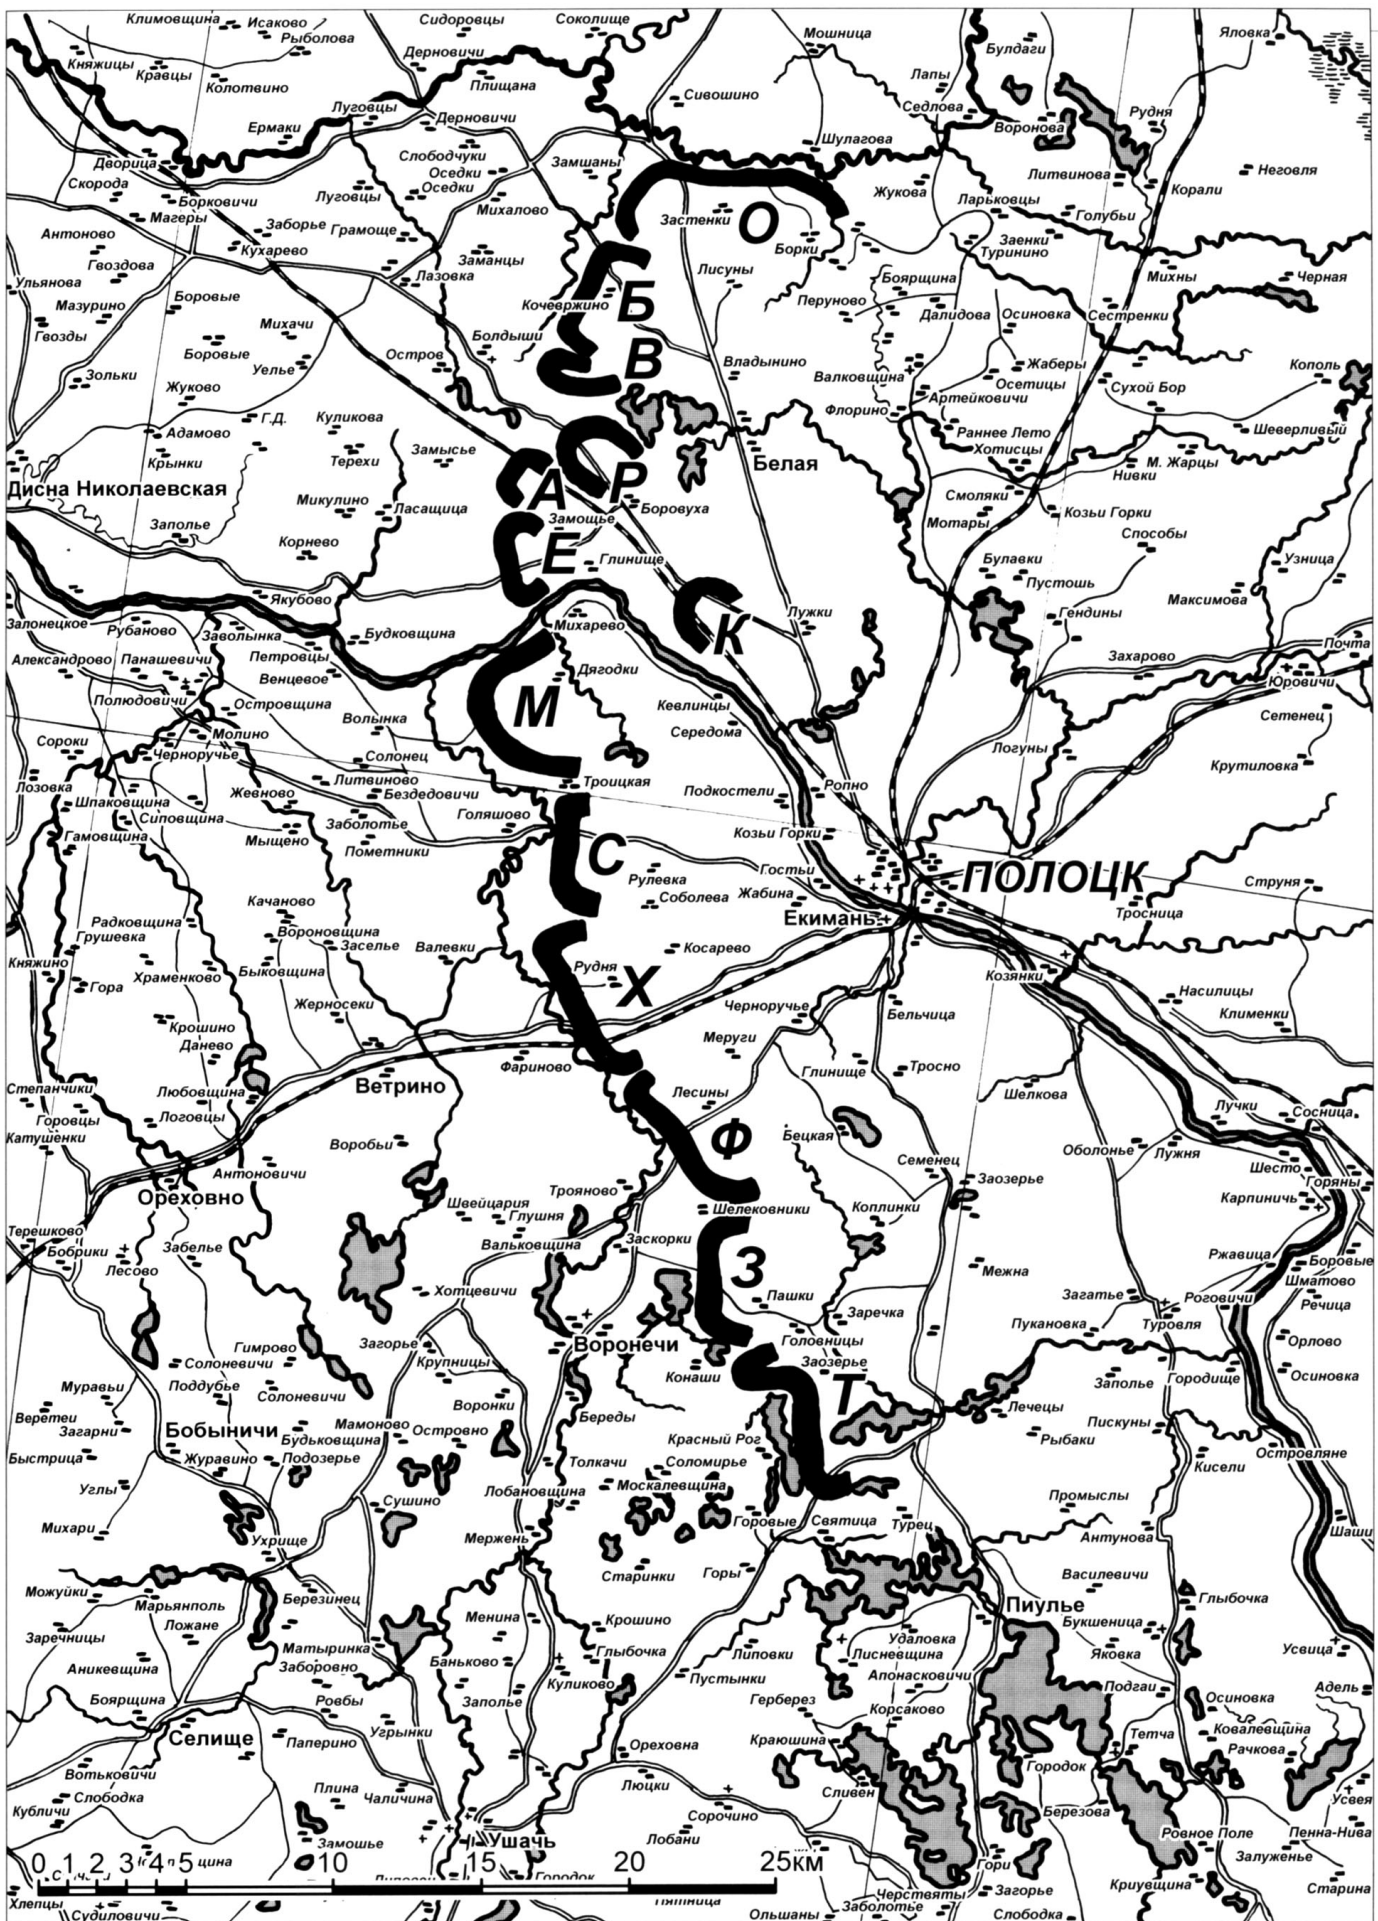 Климовщина
Исаково
Рыболова
Сидоровцы
Соколище
Мошница
Булдаги
Яловка
Княжицы
Кравцы
Колотвино
Дерновичи
Плищана
Сивошино
Лапы
Седлова
Воронова
Рудня
Ермаки
Луговцы
Дерновичи
Шулагова
Дворица
Скорода
Борковичи
Магеры
Слободчуки
Оседки
Оседки
Луговцы
Замшаны
Михалово
Жукова
Литвинова
Корали
Неговля
Ларьковцы
Голубьи
Антоново
Гвоздова
Заборье
Грамоще
Кухарево
Заманцы
Застенки
О
Борки
Заенки
Туринино
Ульянова
Мазурино
Гвозды
Боровые
Лазовка
Кочевржино
Б
Лисуны
Перуново
Боярщина
Далидова
Осиновка
Сестренки
Михны
Черная
Михачи
Боровые
Уелье
Остров
Болдыши
В
Владынино
Валковщина
Жаберы
Осетицы
Артейковичи
Сухой Бор
Кополь
Зольки
Жуково
Г.Д.
Адамово
Крынки
Куликова
Терехи
Замысье
Флорино
Раннее Лето
Хотисцы
Шеверливый
М. Жарцы
Нивки
Дисна Николаевская
Микулино
Ласащица
А
Р
Боровуха
Белая
Смоляки
Мотары
Козьи Горки
Способы
Заполье
Корнево
Замощье
Е
Глинище
Булавки
Пустошь
Узница
Максимова
Якубово
Залонецкое
Рубаново
Заволынка
Будковщина
Михарево
К
Лужки
Гендины
Александрово
Панашевичи
Петровцы
Венцевое
Дягодки
Захарово
Почта
Юровичи
Полюдовичи
Островщина
Волынка
М
Кевлинцы
Середома
Сетенец
Сороки
Молино
Черноручье
Солонец
Литвиново
Бездедовичи
Троицкая
Подкостели
Ропно
Логуны
Крутиловка
Лозовка
Шпаковщина
Сиповщина
Гамовщина
Жевново
Мыщено
Заболотье
Пометники
Голяшово
С
Козьи Горки
Рулевка
Соболева
Гостьи
Жабина
ПОЛОЦК
Струня
Екимань
Тросница
Качаново
Радковщина
Грушевка
Вороновщина
Заселье
Валевки
Косарево
Княжино
Гора
Храменково
Быковщина
Рудня
Х
Козянки
Жерносеки
Черноручье
Бельчица
Насилицы
Клименки
Крошино
Данево
Фариново
Меруги
Глинище
Тросно
Степанчики
Горовцы
Катушенки
Любовщина
Логовцы
Ветрино
Лесины
Шелкова
Лучки
Сосница
Воробьи
Ф
Бецкая
Оболонье
Лужня
Шесто
Горяны
Антоновичи
Ореховно
Трояново
Швейцария
Глушня
Семенец
Заозерье
Карпиничь
Терешково
Бобрики
Лесово
Забелье
Вальковщина
Заскорки
Шелековники
Коплинки
Ржавица
Боровые
Шматово
Речица
Хотцевичи
З
Пашки
Межна
Загатье
Роговичи
Заречка
Пукановка
Туровля
Орлово
Гимрово
Солоневичи
Загорье
Крупницы
Воронечи
Конаши
Головницы
Заозерье
Т
Заполье
Городище
Осиновка
Муравьи
Поддубье
Солоневичи
Веретеи
Загарни
Бобыничи
Мамоново
Воронки
Береды
Лечецы
Пискуны
Будьковщина
Островно
Красный Рог
Рыбаки
Островляне
Быстрица
Журавино
Подозерье
Толкачи
Соломирье
Москалевщина
Кисели
Углы
Сушино
Лобановщина
Промыслы
Михари
Ухрище
Мержень
Горовые
Святица
Турец
Антунова
Шаши
Можуйки
Марьянполь
Березинец
Старинки
Горы
Василевичи
Глыбочка
Пиулье
Заречницы
Ложане
Менина
Крошино
Букшеница
Яковка
Усвица
Матыринка
Заборовно
Баньково
Глыбочка
Липовки
Удаловка
Лисневщина
Аникевщина
Куликово
Пустынки
Апонасковичи
Боярщина
Ровбы
Заполье
Герберез
Корсаково
Подгаи
Осиновка
Адель
Селище
Паперино
Угрынки
Ореховна
Краюшина
Тетча
Ковалевщина
Рачкова
Вотьковичи
Слободка
Плина
Чаличина
Люцки
Сливен
Городок
Усвея
Кубличи
Сорочино
Березова
Ровное Поле
Пенна-Нива
Замошье
Ушачь
Лобани
Залуженье
0 1 2 3 4 5 10 15 20 25км
Городок
Гори
Загорье
Криувщина
Старина
Хлепцы
Судиловичи
Пятница
Черствяты
Заболотье
Ольшаны
Слободка